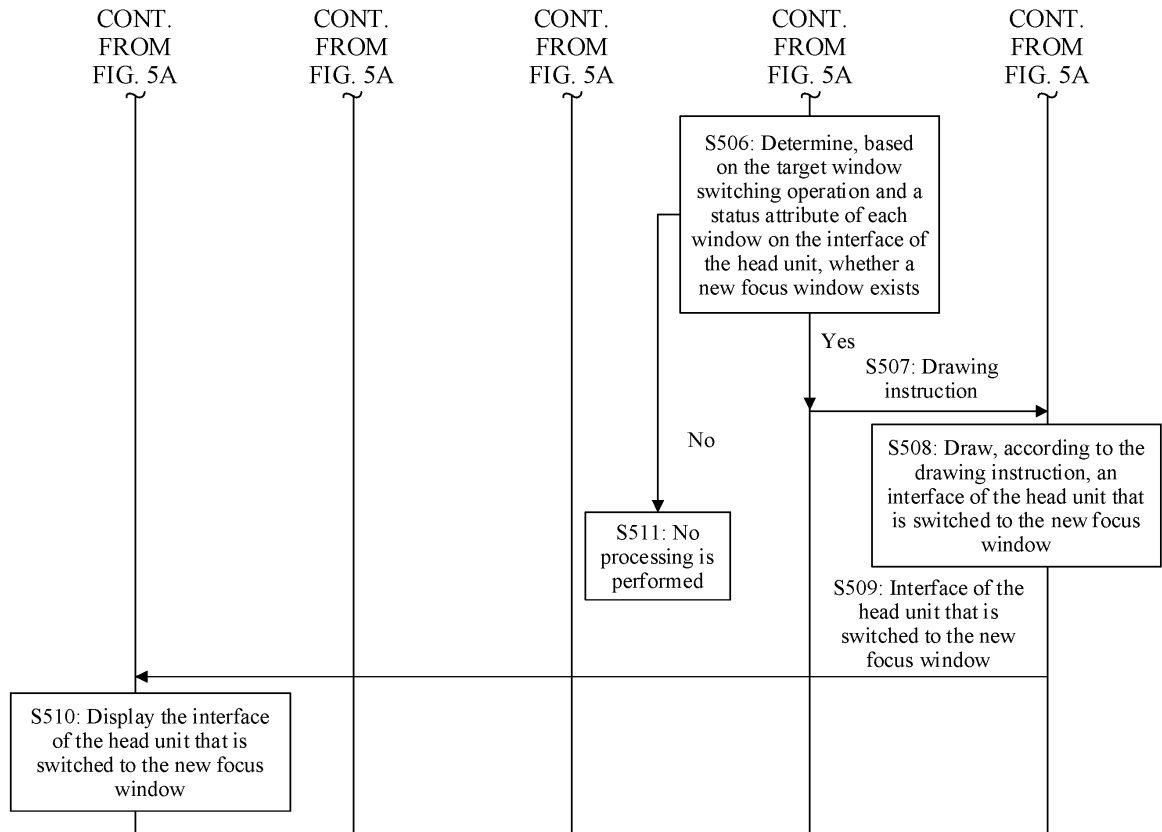 CONT.
FROM
FIG. 5A
CONT.
FROM
FIG. 5A
CONT.
FROM
FIG. 5A
CONT.
FROM
FIG. 5A
CONT.
FROM
FIG. 5A
S506: Determine, based
on the target window
switching operation and a
status attribute of each
window on the interface of
the head unit, whether a
new focus window exists
Yes
S507: Drawing
instruction
No
S508: Draw, according to the
drawing instruction, an
interface of the head unit that
is switched to the new focus
window
S511: No
processing is
performed
S509: Interface of the
head unit that is
switched to the new
focus window
S510: Display the interface
of the head unit that is
switched to the new focus
window